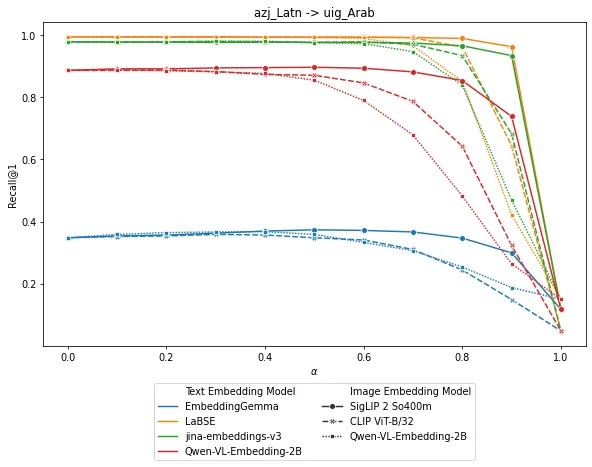 azj_Latn -> uig_Arab
Recall@1
1.0
0.8
0.6
0.4
0.2
0.0 0.2 0.4 0.6 0.8 1.0
α
Text Embedding Model
EmbeddingGemma
LaBSE
jina-embeddings-v3
Qwen-VL-Embedding-2B
Image Embedding Model
SigLIP 2 So400m
CLIP ViT-B/32
Qwen-VL-Embedding-2B